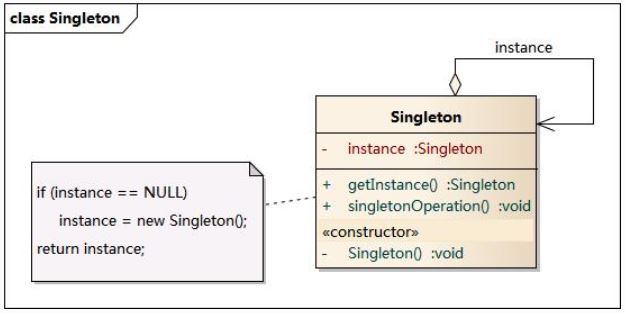 class Singleton
instance
Singleton
- instance :Singleton
+ getInstance() :Singleton
+ singletonOperation() :void
«constructor»
- Singleton() :void
if (instance == NULL)
instance = new Singleton();
return instance;